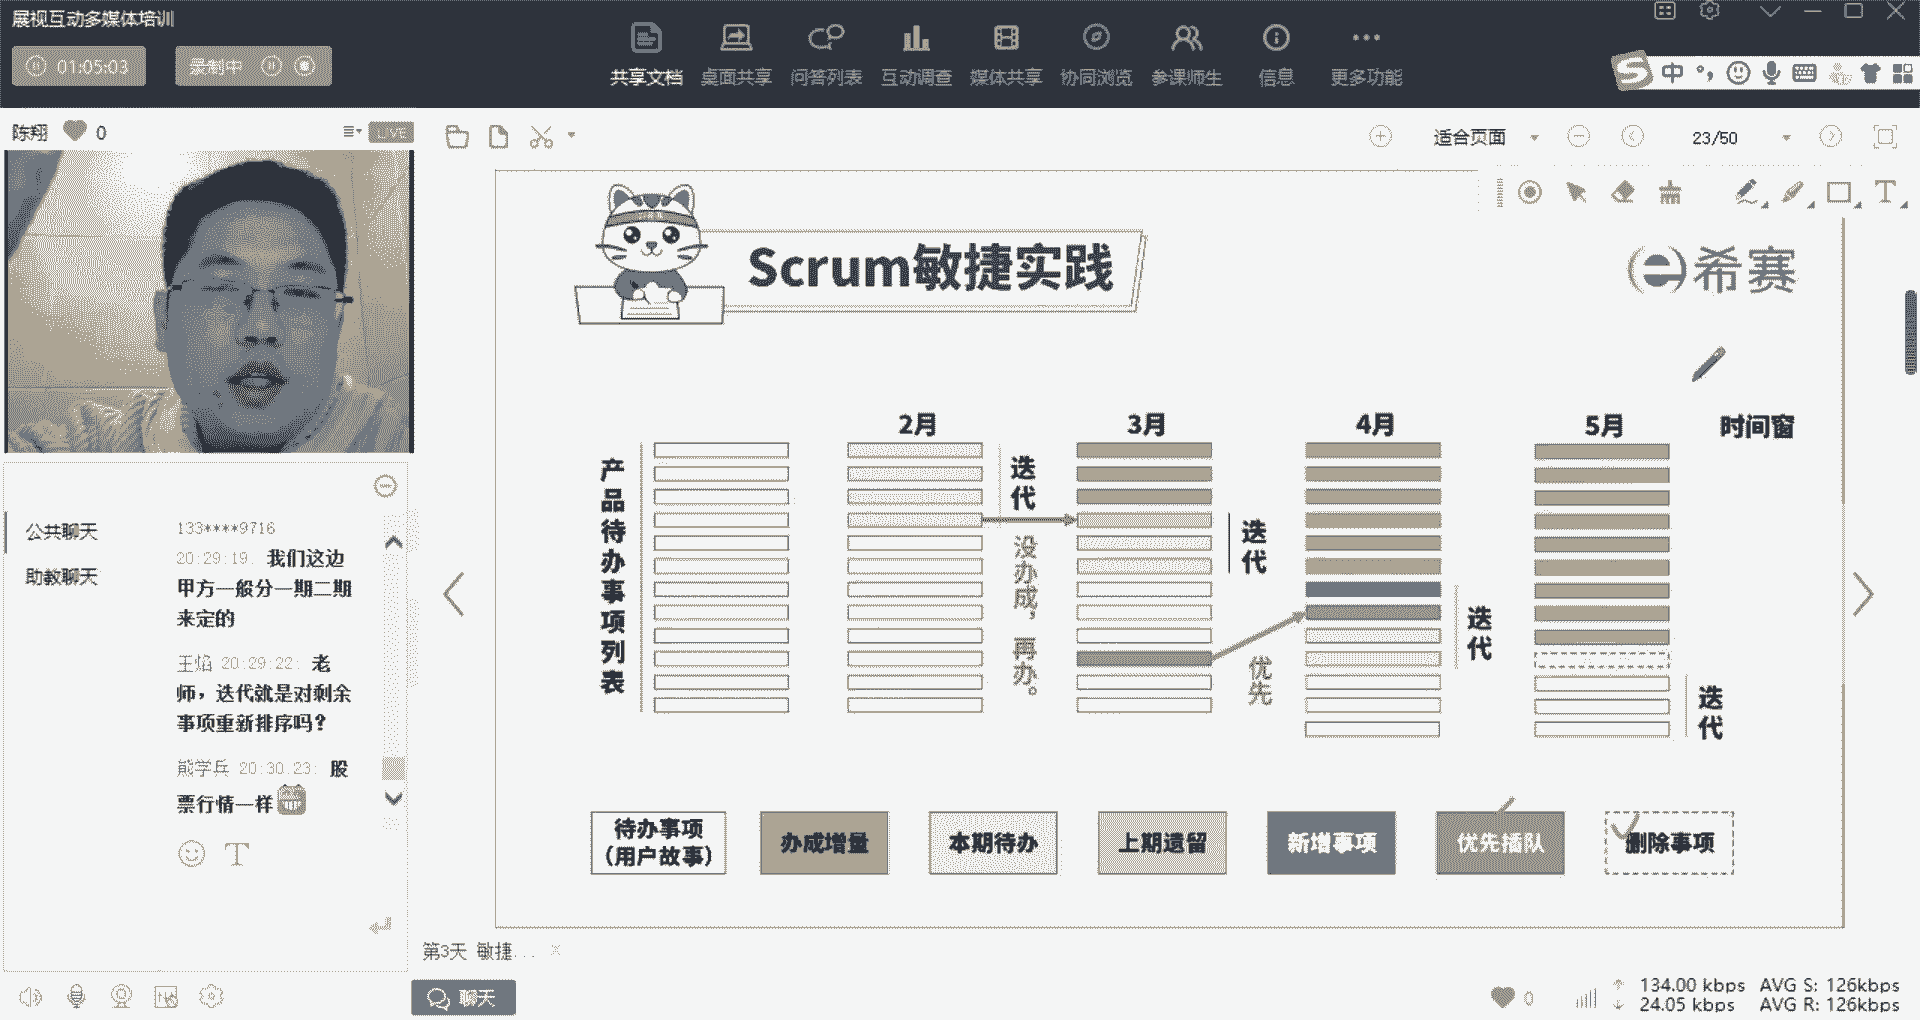 展视互动多媒体培训
01:05:03
录制中
共享文档
桌面共享
问答列表
互动调查
媒体共享
协同浏览
参课师生
信息
更多功能
中
陈翔 0
LIVE
适合页面
23/50
T
公共聊天
助教聊天
133****9716
20:29:19: 我们这边
甲方一般分一期二期
来定的
王焰 20:29:22: 老
师，迭代就是对剩余
事项重新排序吗?
熊学兵 20:30:23: 股
票行情一样
T
Scrum敏捷实践
希赛
2月
3月
4月
5月
时间窗
产品待办事项列表
迭代
没办成，再办。
迭代
优先
迭代
迭代
待办事项
（用户故事）
办成增量
本期待办
上期遗留
新增事项
优先插队
删除事项
第3天 敏捷...
聊天
0
134.00 kbps AVG S: 126kbps
24.05 kbps AVG R: 126kbps